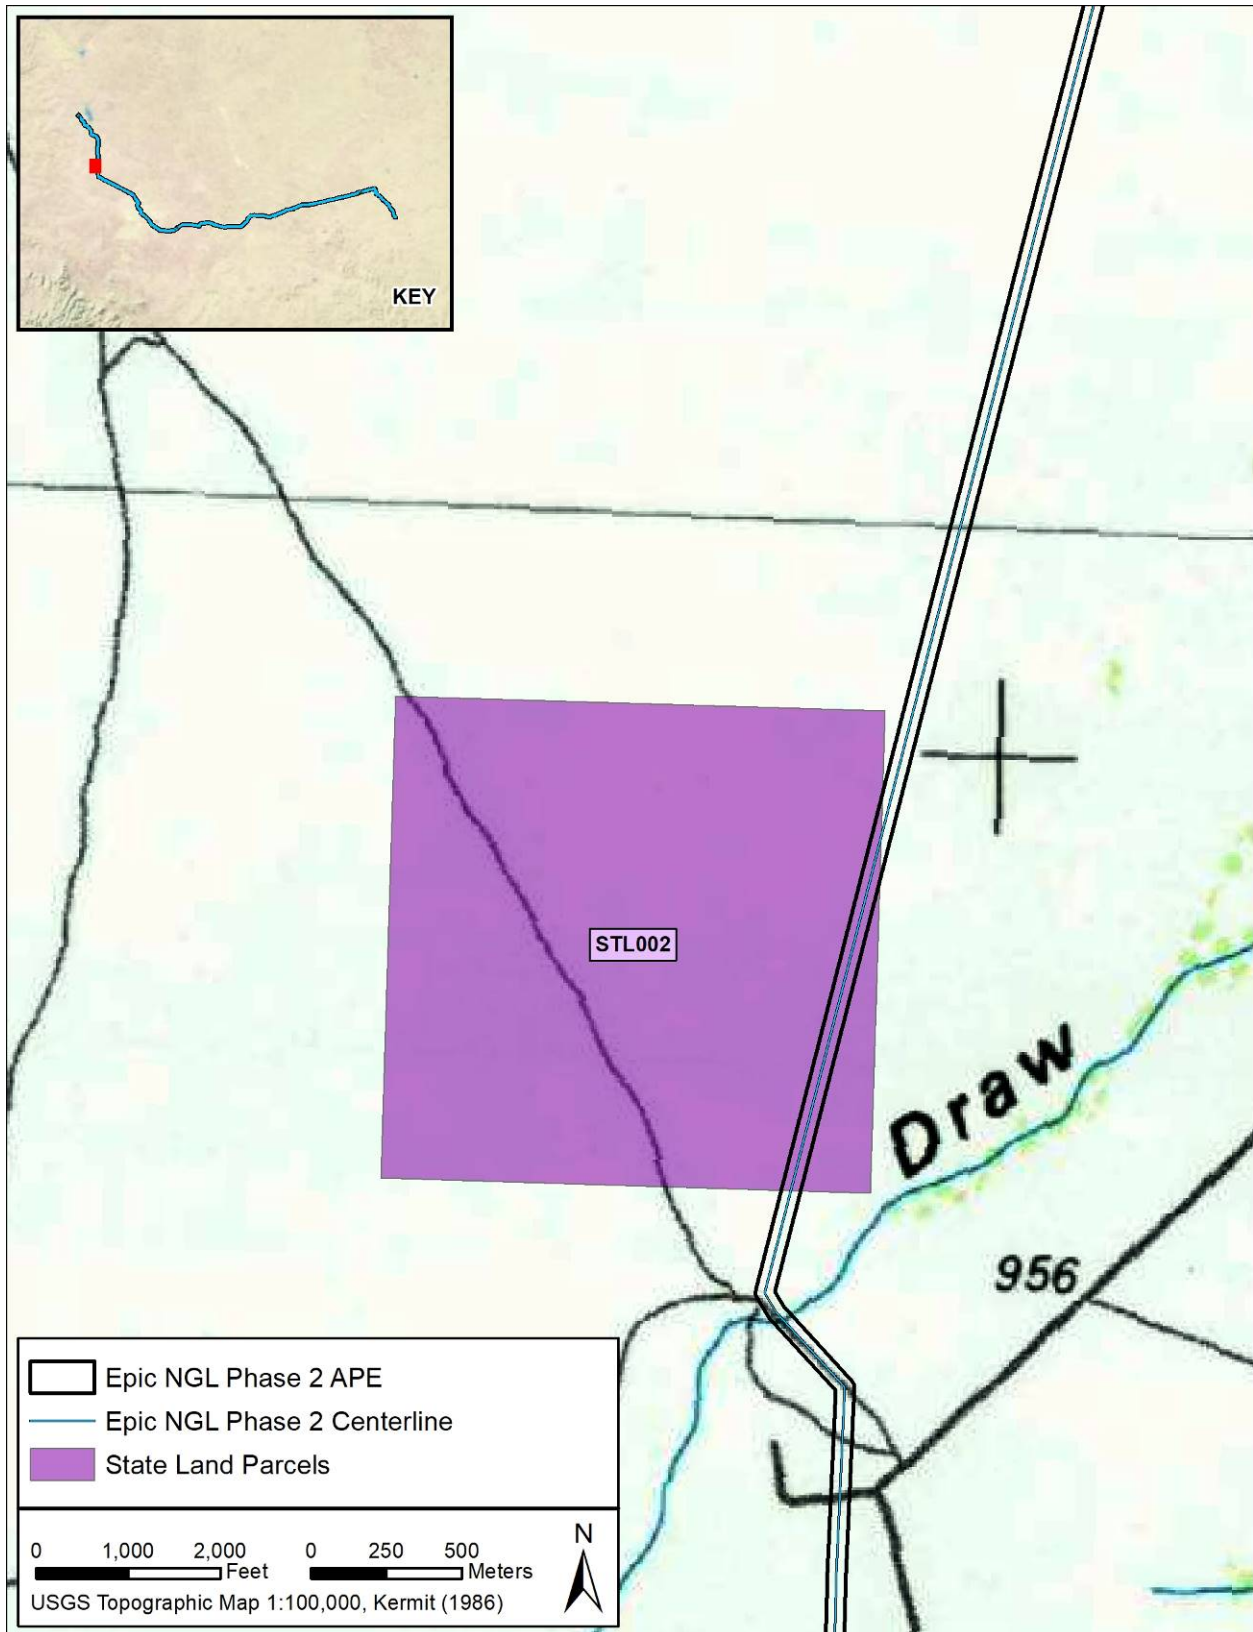 KEY
STL002
Draw
956
Epic NGL Phase 2 APE
Epic NGL Phase 2 Centerline
State Land Parcels
0 1,000 2,000 Feet
0 250 500 Meters
N
USGS Topographic Map 1:100,000, Kermit (1986)